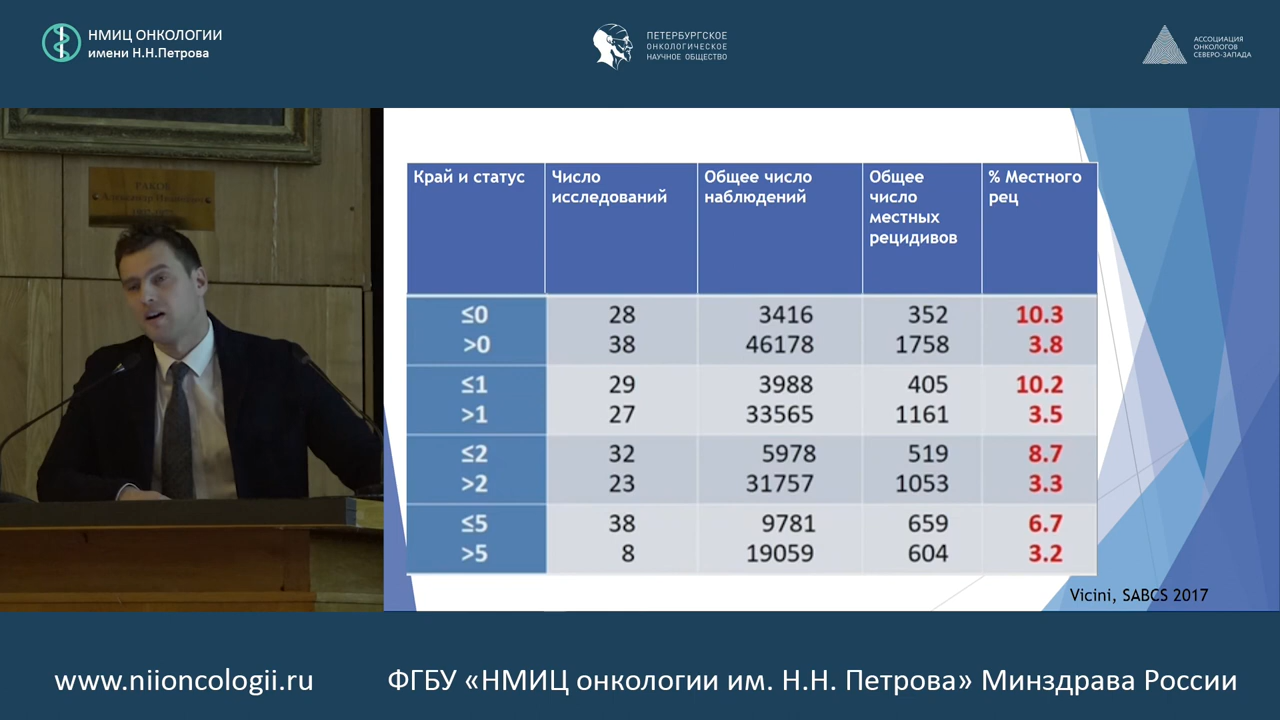 НМИЦ ОНКОЛОГИИ
имени Н.Н.Петрова
ПЕТЕРБУРГСКОЕ
ОНКОЛОГИЧЕСКОЕ
НАУЧНОЕ ОБЩЕСТВО
АССОЦИАЦИЯ
ОНКОЛОГОВ
СЕВЕРО-ЗАПАДА
РАКОВ
Край и статус Число исследований Общее число наблюдений Общее число местных рецидивов % Местного рец
≤0 28 3416 352 10.3
>0 38 46178 1758 3.8
≤1 29 3988 405 10.2
>1 27 33565 1161 3.5
≤2 32 5978 519 8.7
>2 23 31757 1053 3.3
≤5 38 9781 659 6.7
>5 8 19059 604 3.2
Vicini, SABCS 2017
www.niioncologii.ru
ФГБУ «НМИЦ онкологии им. Н.Н. Петрова» Минздрава России